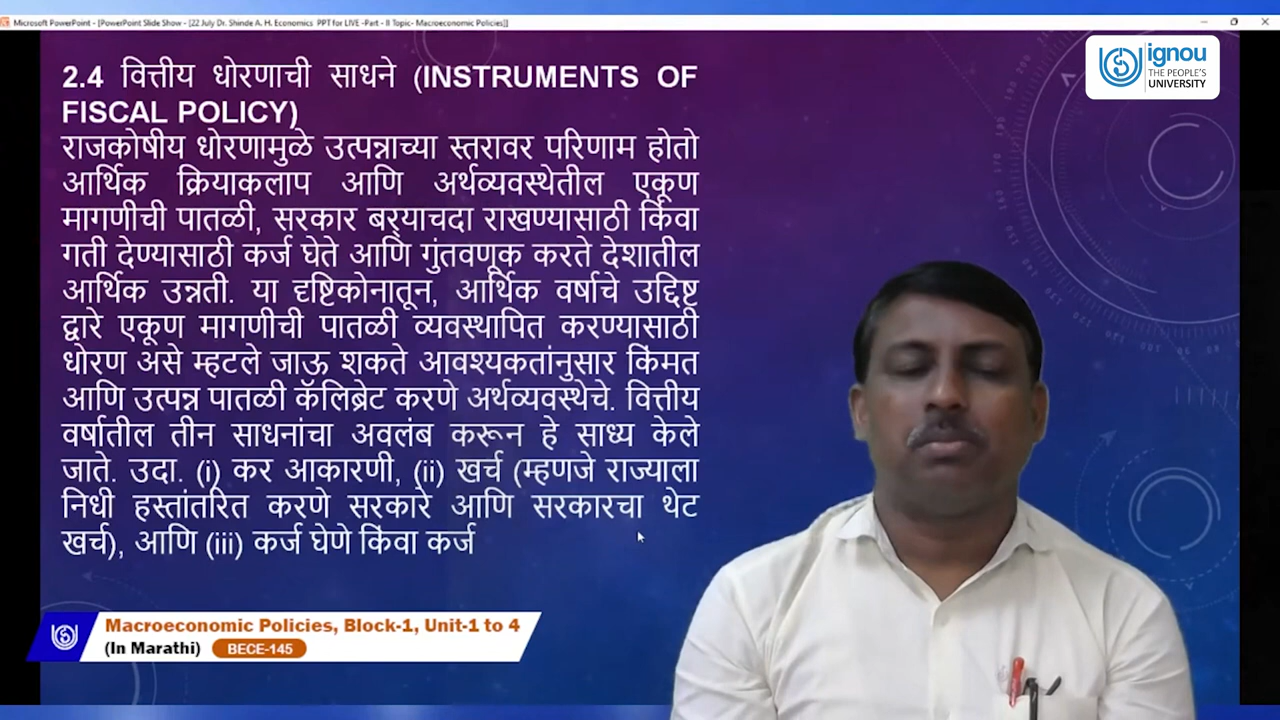 Microsoft PowerPoint - [PowerPoint Slide Show - [22 July Dr. Shinde A. H. Economics PPT for LIVE -Part - II Topic- Macroeconomic Policies]]
ignou
THE PEOPLE'S
UNIVERSITY
2.4 वित्तीय धोरणाची साधने (INSTRUMENTS OF
FISCAL POLICY)
राजकोषीय धोरणामुळे उत्पन्नाच्या स्तरावर परिणाम होतो
आर्थिक क्रियाकलाप आणि अर्थव्यवस्थेतील एकूण
मागणीची पातळी, सरकार बर्‍याचदा राखण्यासाठी किंवा
गती देण्यासाठी कर्ज घेते आणि गुंतवणूक करते देशातील
आर्थिक उन्नती. या दृष्टिकोनातून, आर्थिक वर्षाचे उद्दिष्ट
द्वारे एकूण मागणीची पातळी व्यवस्थापित करण्यासाठी
धोरण असे म्हटले जाऊ शकते आवश्यकतांनुसार किंमत
आणि उत्पन्न पातळी कॅलिब्रेट करणे अर्थव्यवस्थेचे. वित्तीय
वर्षातील तीन साधनांचा अवलंब करून हे साध्य केले
जाते. उदा. (i) कर आकारणी, (ii) खर्च (म्हणजे राज्याला
निधी हस्तांतरित करणे सरकारे आणि सरकारचा थेट
खर्च), आणि (iii) कर्ज घेणे किंवा कर्ज
Macroeconomic Policies, Block-1, Unit-1 to 4
(In Marathi) BECE-145